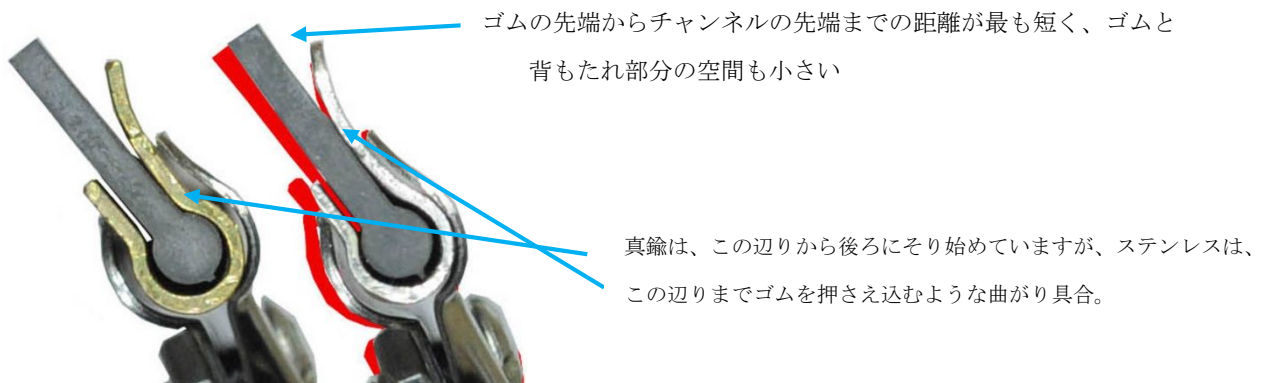 ゴムの先端からチャンネルの先端までの距離が最も短く、ゴムと
背もたれ部分の空間も小さい
真鍮は、この辺りから後ろにそり始めていますが、ステンレスは、
この辺りまでゴムを押さえ込むような曲がり具合。